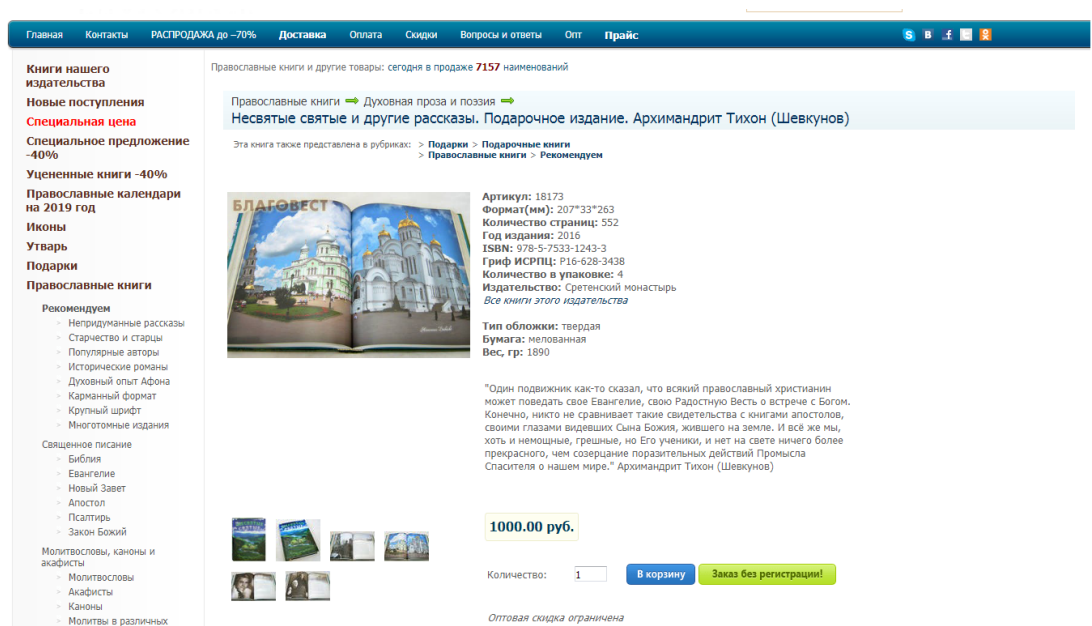 Главная Контакты РАСПРОДАЖА до –70% Доставка Оплата Скидки Вопросы и ответы Опт Прайс
Книги нашего
издательства
Новые поступления
Специальная цена
Специальное предложение
-40%
Уцененные книги -40%
Православные календари
на 2019 год
Иконы
Утварь
Подарки
Православные книги
Рекомендуем
> Непридуманные рассказы
> Старчество и старцы
> Популярные авторы
> Исторические романы
> Духовный опыт Афона
> Карманный формат
> Крупный шрифт
> Многотомные издания
Священное писание
> Библия
> Евангелие
> Новый Завет
> Апостол
> Псалтирь
> Закон Божий
Молитвословы, каноны и
акафисты
> Молитвословы
> Акафисты
> Каноны
> Молитвы в различных
Православные книги и другие товары: сегодня в продаже 7157 наименований
Православные книги Духовная проза и поэзия
Несвятые святые и другие рассказы. Подарочное издание. Архимандрит Тихон (Шевкунов)
Эта книга также представлена в рубриках: > Подарки > Подарочные книги
> Православные книги > Рекомендуем
БЛАГОВЕСТ
Артикул: 18173
Формат(мм): 207*33*263
Количество страниц: 552
Год издания: 2016
ISBN: 978-5-7533-1243-3
Гриф ИСРПЦ: Р16-628-3438
Количество в упаковке: 4
Издательство: Сретенский монастырь
Все книги этого издательства
Тип обложки: твердая
Бумага: мелованная
Вес, гр: 1890
"Один подвижник как-то сказал, что всякий православный христианин
может поведать свое Евангелие, свою Радостную Весть о встрече с Богом.
Конечно, никто не сравнивает такие свидетельства с книгами апостолов,
своими глазами видевших Сына Божия, жившего на земле. И всё же мы,
хоть и немощные, грешные, но Его ученики, и нет на свете ничего более
прекрасного, чем созерцание поразительных действий Промысла
Спасителя о нашем мире." Архимандрит Тихон (Шевкунов)
1000.00 руб.
Количество: 1 В корзину Заказ без регистрации!
Оптовая скидка ограничена